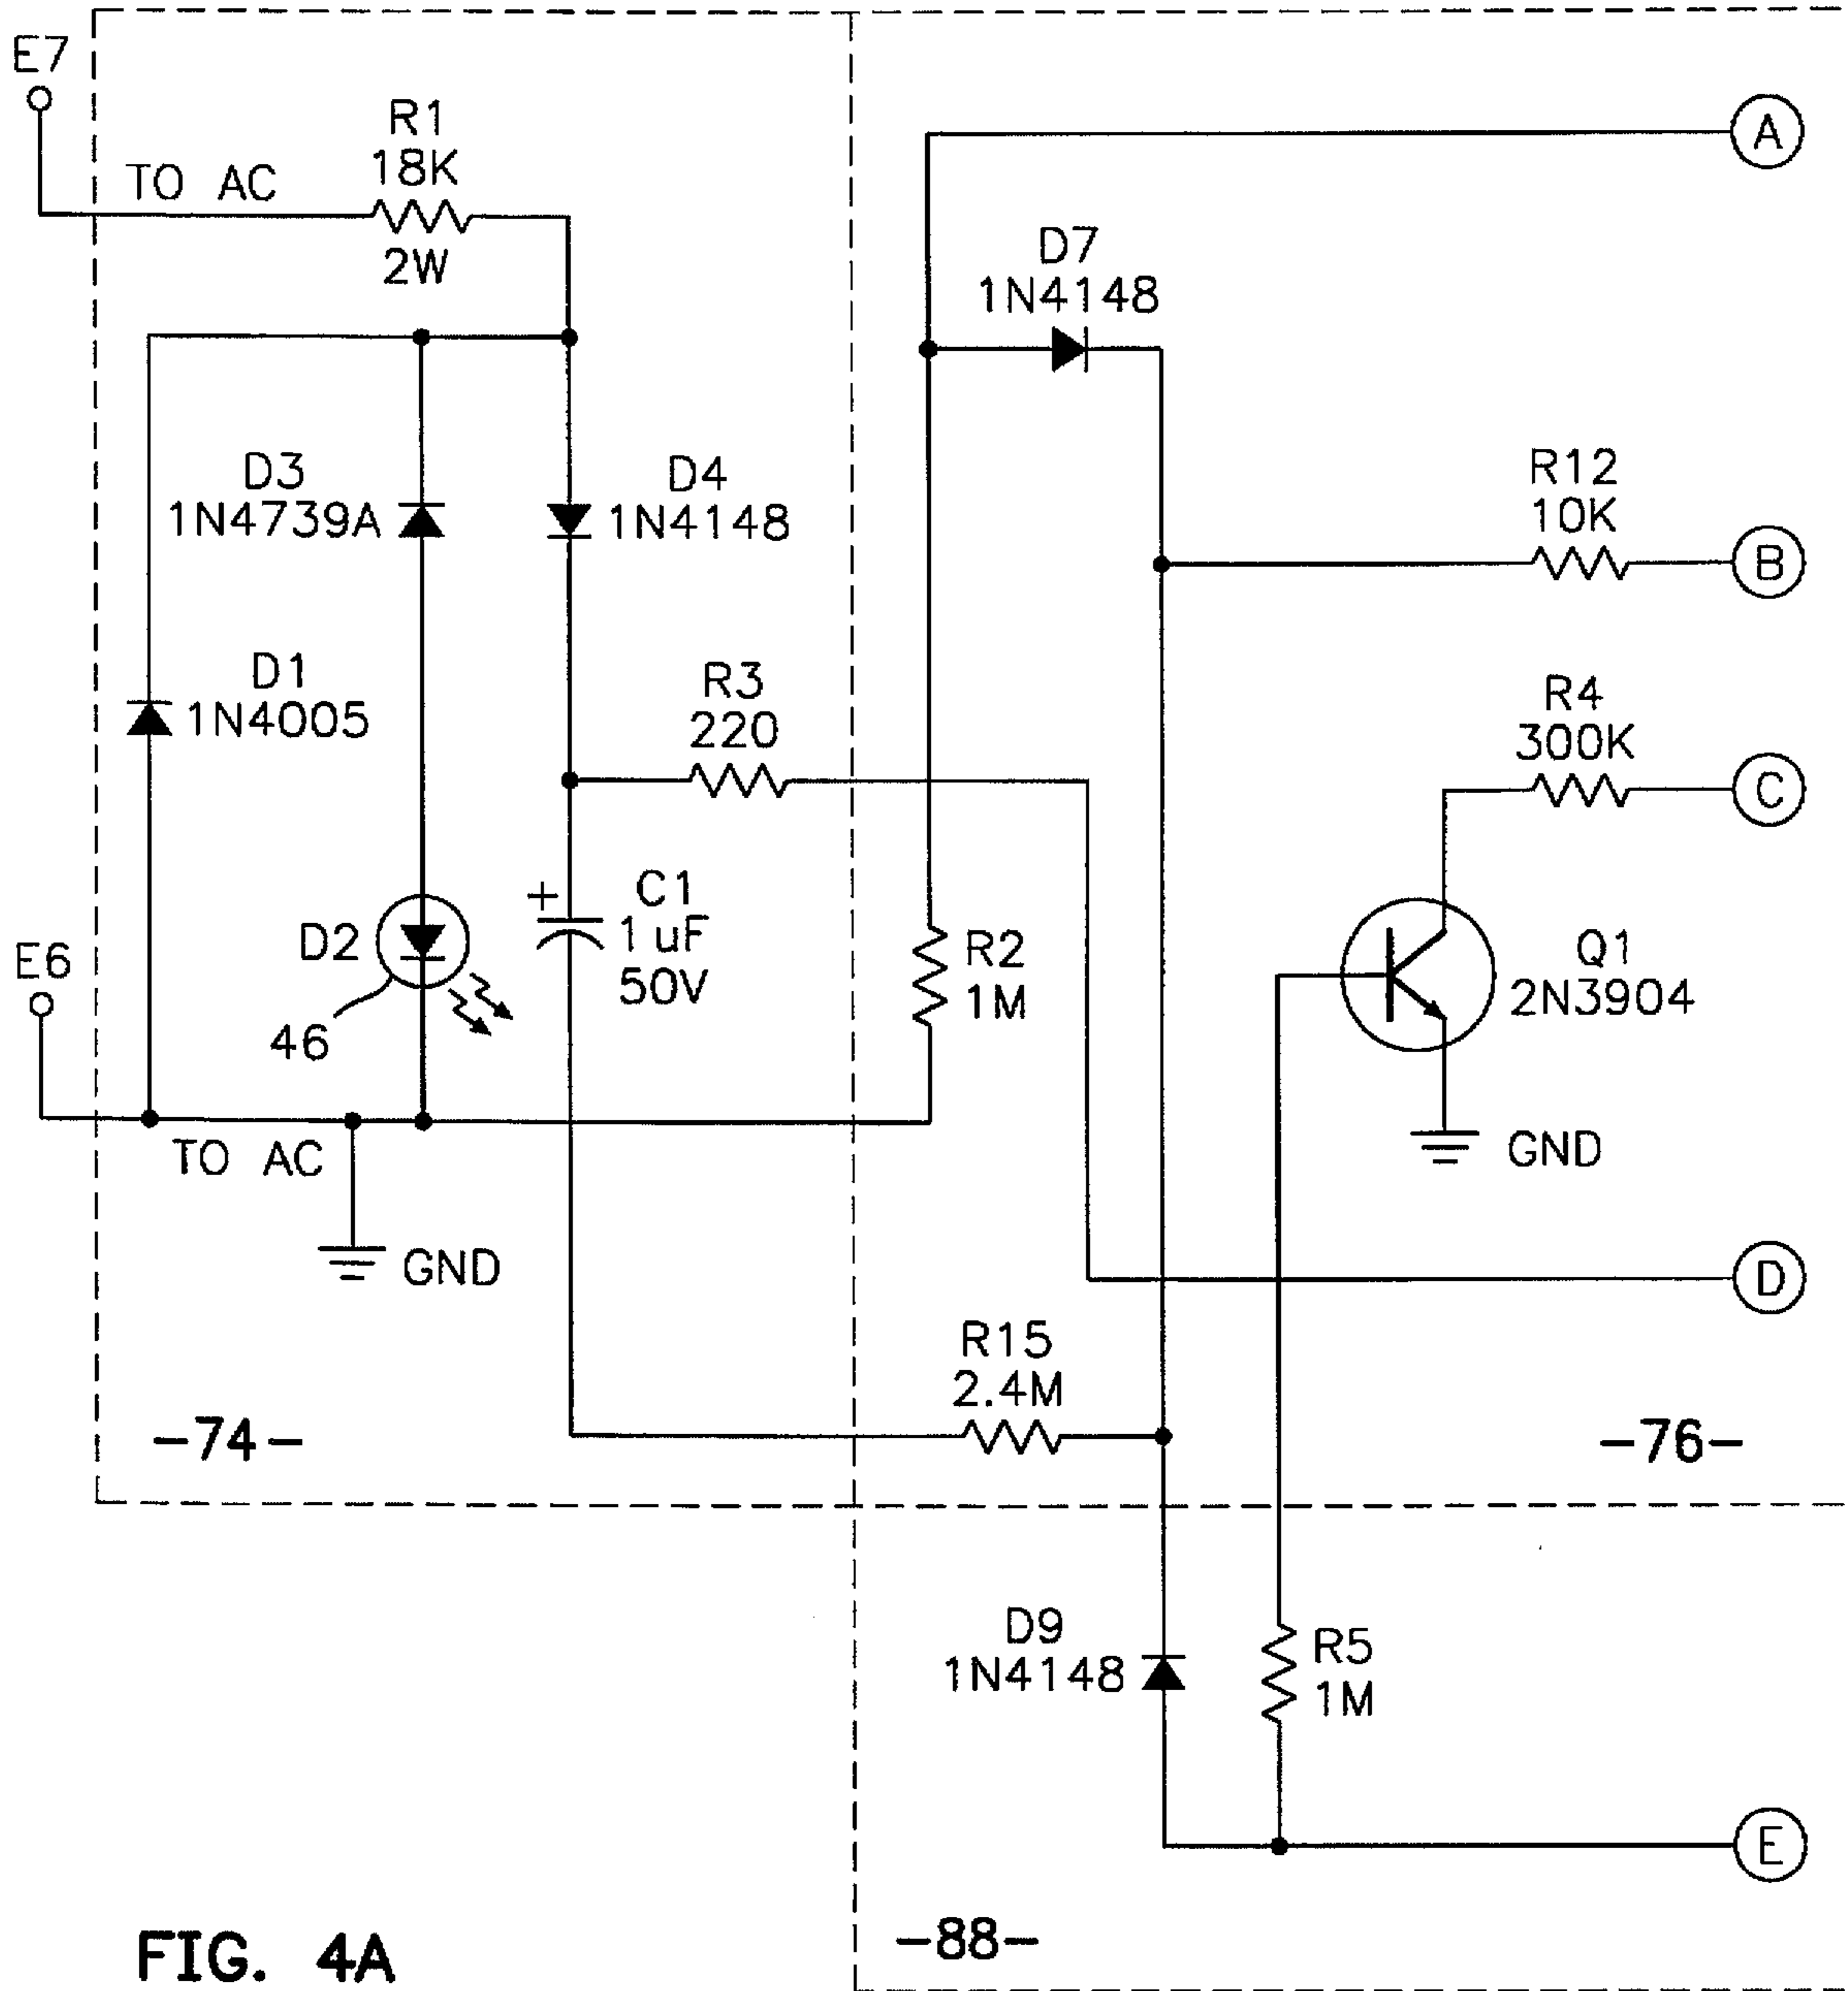 E7
R1
18K
TO AC
2W
A
D7
1N4148
D3
1N4739A
D4
1N4148
R12
10K
B
D1
1N4005
R3
220
R4
300K
C
D2
46
+
C1
1uF
50V
R2
1M
Q1
2N3904
E6
TO AC
GND
GND
D
R15
2.4M
-74-
-76-
D9
1N4148
R5
1M
E
-88-
FIG. 4A